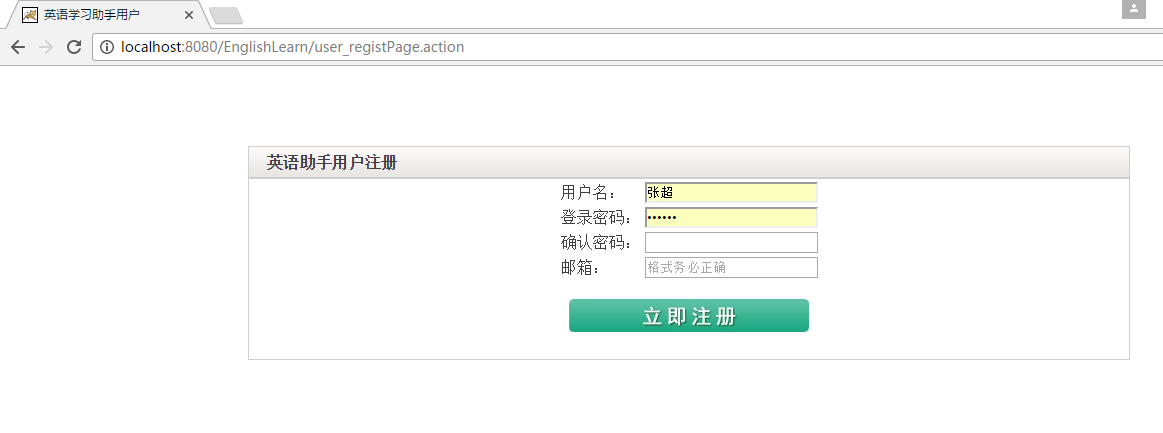 英语学习助手用户
localhost:8080/EnglishLearn/user_registPage.action
英语助手用户注册
用户名： 张超
登录密码： ••••••
确认密码：
邮箱： 格式务必正确
立即注册